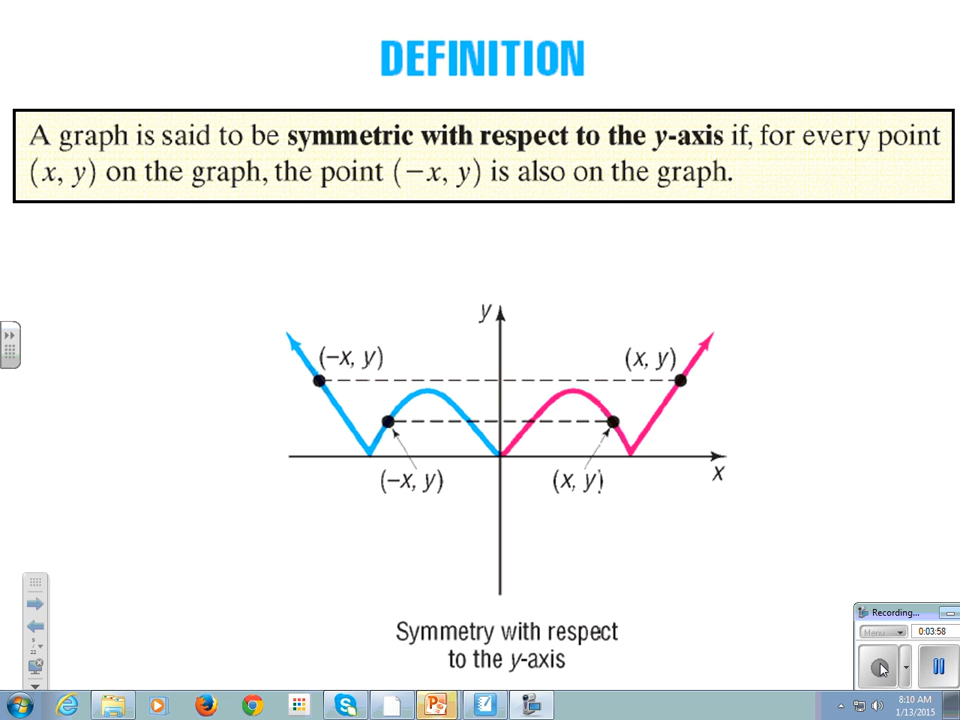 DEFINITION
A graph is said to be symmetric with respect to the y-axis if, for every point
(x, y) on the graph, the point (−x, y) is also on the graph.
y
(−x, y)
(x, y)
(−x, y)
(x, y)
x
Symmetry with respect
to the y-axis
Recording...
Menu
0:03:58
8:10 AM
1/13/2015